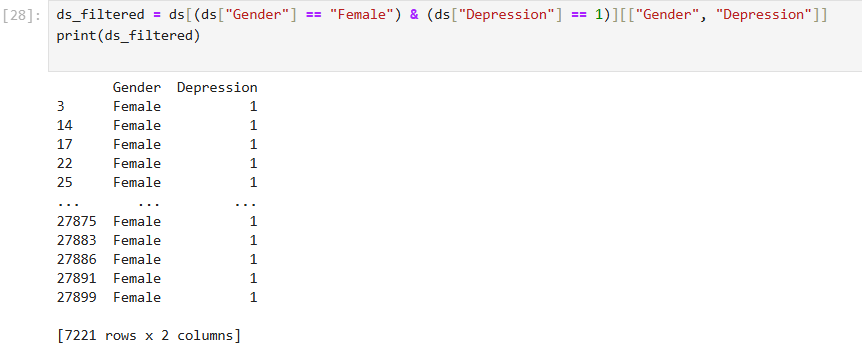 [28]: ds_filtered = ds[(ds["Gender"] == "Female") & (ds["Depression"] == 1)][["Gender", "Depression"]]
print(ds_filtered)
Gender Depression
3 Female 1
14 Female 1
17 Female 1
22 Female 1
25 Female 1
... ... ...
27875 Female 1
27883 Female 1
27886 Female 1
27891 Female 1
27899 Female 1
[7221 rows x 2 columns]